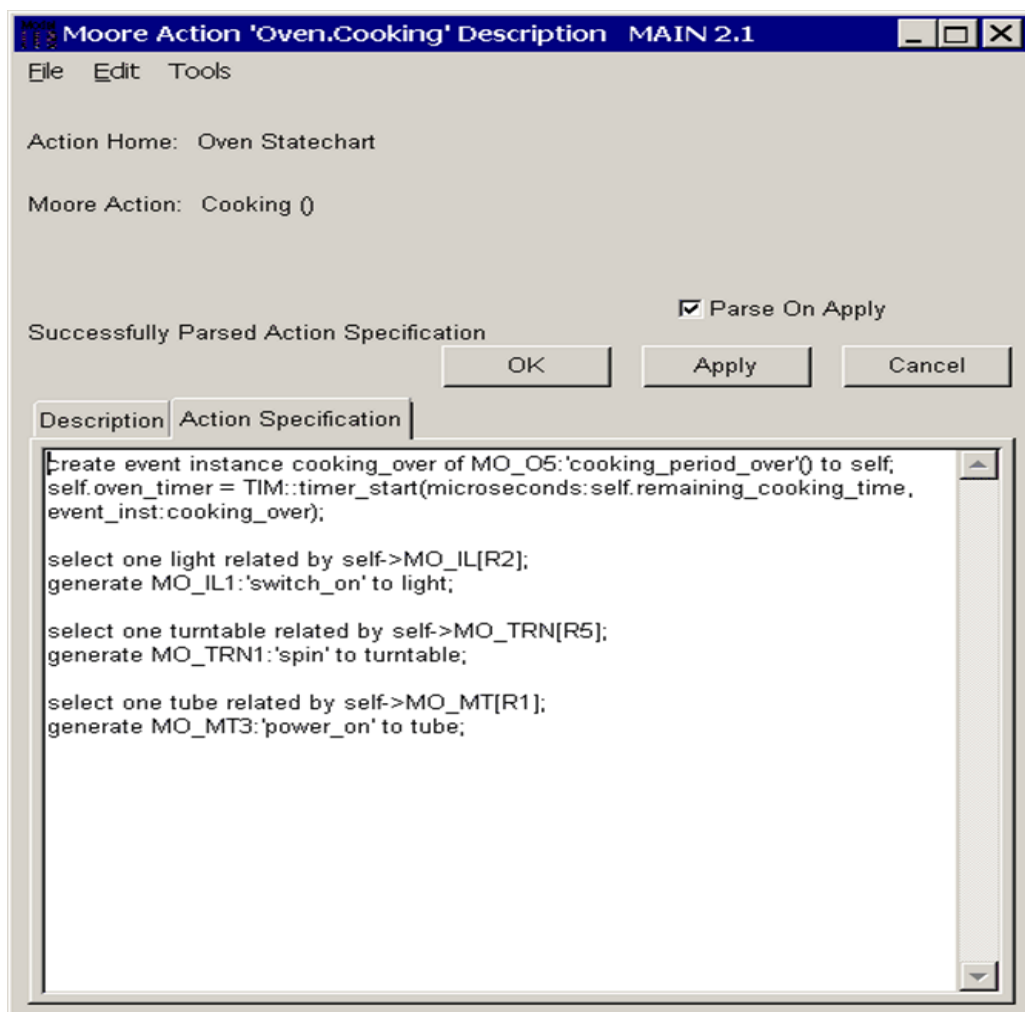 Moore Action 'Oven.Cooking' Description MAIN 2.1
File Edit Tools
Action Home: Oven Statechart
Moore Action: Cooking ()
Parse On Apply
Successfully Parsed Action Specification
OK Apply Cancel
Description Action Specification
create event instance cooking_over of MO_O5:'cooking_period_over'() to self;
self.oven_timer = TIM::timer_start(microseconds:self.remaining_cooking_time,
event_inst:cooking_over);
select one light related by self->MO_IL[R2];
generate MO_IL1:'switch_on' to light;
select one turntable related by self->MO_TRN[R5];
generate MO_TRN1:'spin' to turntable;
select one tube related by self->MO_MT[R1];
generate MO_MT3:'power_on' to tube;